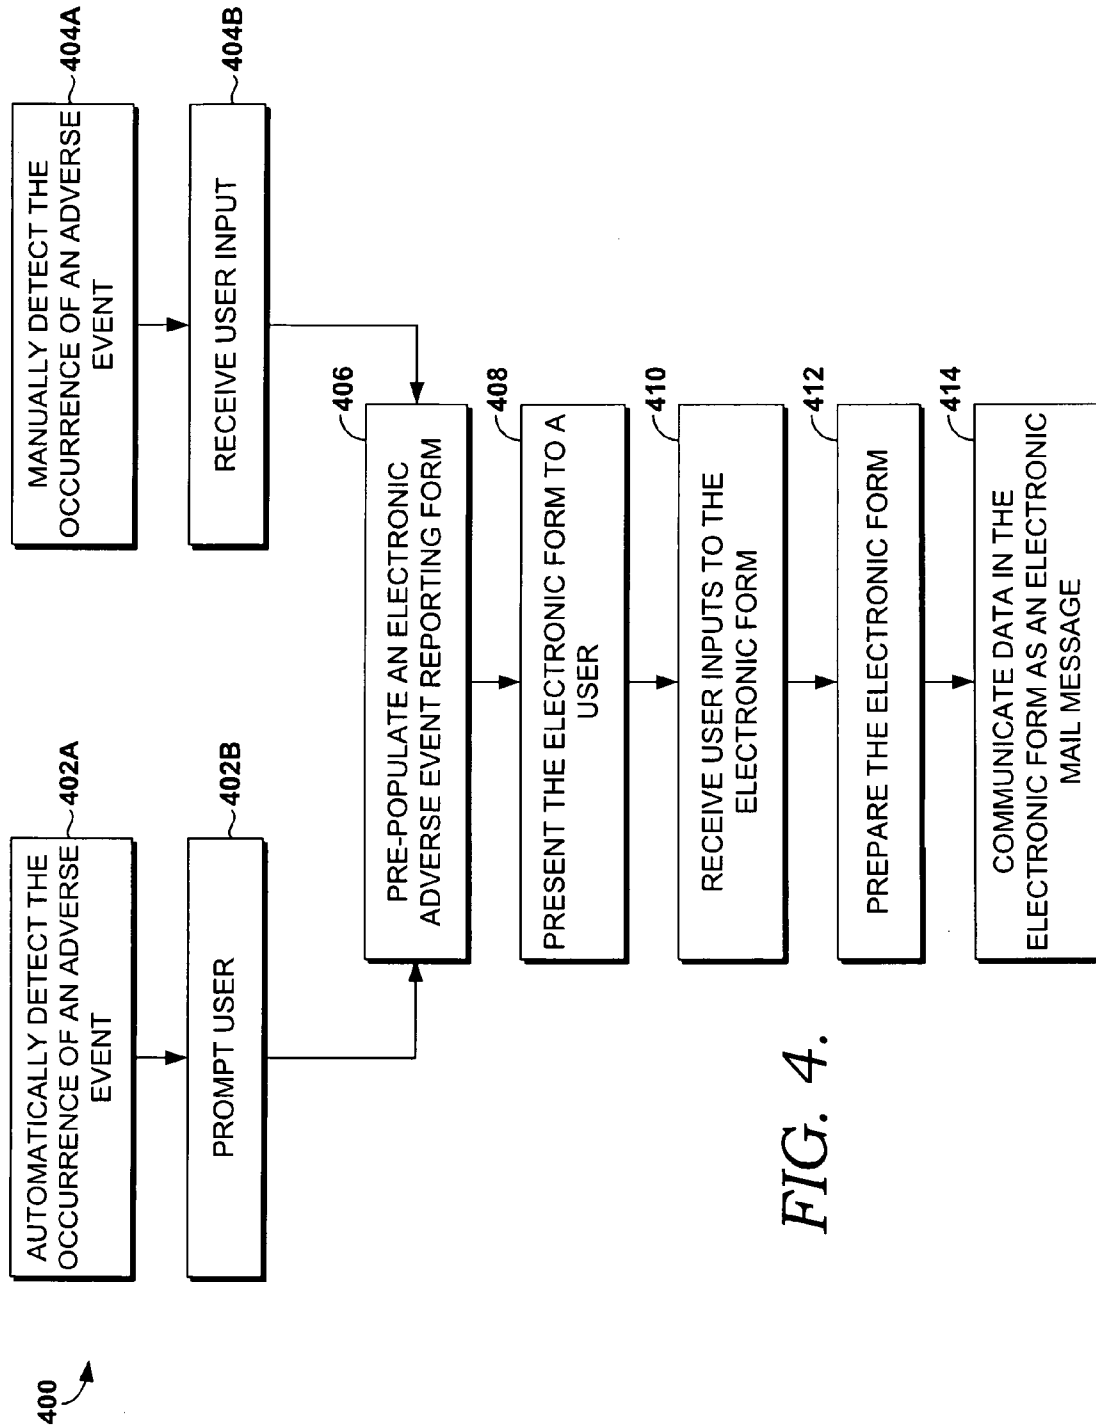 400
402A
AUTOMATICALLY DETECT THE
OCCURRENCE OF AN ADVERSE
EVENT
402B
PROMPT USER
404A
MANUALLY DETECT THE
OCCURRENCE OF AN ADVERSE
EVENT
404B
RECEIVE USER INPUT
406
PRE-POPULATE AN ELECTRONIC
ADVERSE EVENT REPORTING FORM
408
PRESENT THE ELECTRONIC FORM TO A
USER
410
RECEIVE USER INPUTS TO THE
ELECTRONIC FORM
412
PREPARE THE ELECTRONIC FORM
414
COMMUNICATE DATA IN THE
ELECTRONIC FORM AS AN ELECTRONIC
MAIL MESSAGE
FIG. 4.